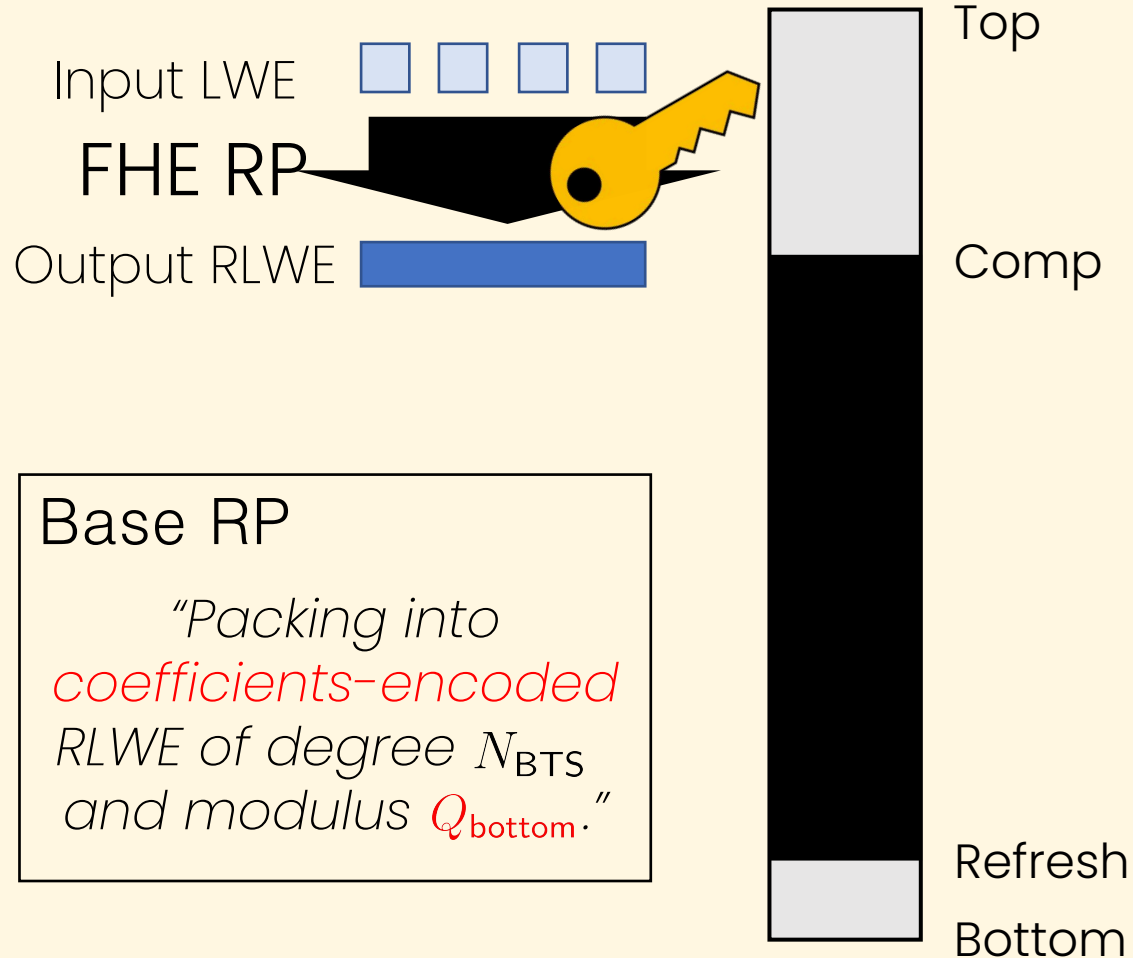 Input LWE
FHE RP
Output RLWE
Top
Comp
Refresh
Bottom
Base RP
“Packing into
coefficients-encoded
RLWE of degree N_BTS
and modulus Q_bottom.”